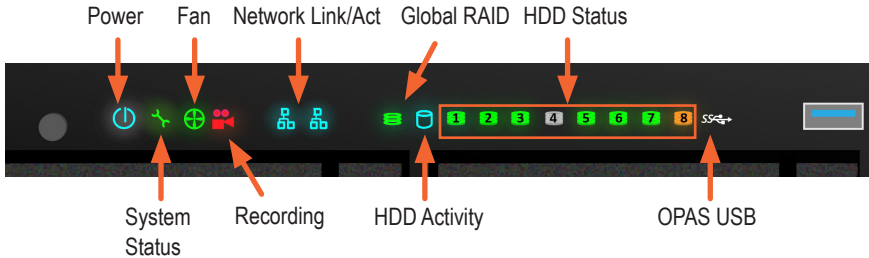 Power
Fan
Network Link/Act
Global RAID
HDD Status
1 2 3 4 5 6 7 8
SS
System
Status
Recording
HDD Activity
OPAS USB